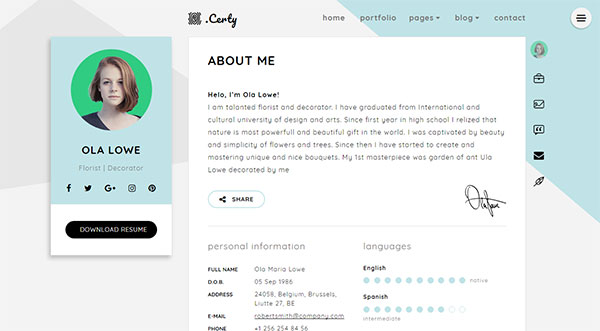 .Certy
home portfolio pages blog contact
OLA LOWE
Florist | Decorator
DOWNLOAD RESUME
ABOUT ME
Helo, I'm Ola Lowe!
I am talanted florist and decorator. I have graduated from International and
cultural university of design and arts. Since first year in high school I relized that
nature is most powerfull and beautiful gift in the world. I was captivated by beauty
and simplicity of flowers and trees. Since then I have started to create and
mastering unique and nice bouquets. My 1st masterpiece was garden of ant Ula
Lowe decorated by me
SHARE
personal information
FULL NAME Ola Maria Lowe
D.O.B. 05 Sep 1986
ADDRESS 24058, Belgium, Brussels,
Liutte 27, BE
E-MAIL robertsmith@company.com
PHONE +1 256 254 84 56
languages
English
native
Spanish
intermediate